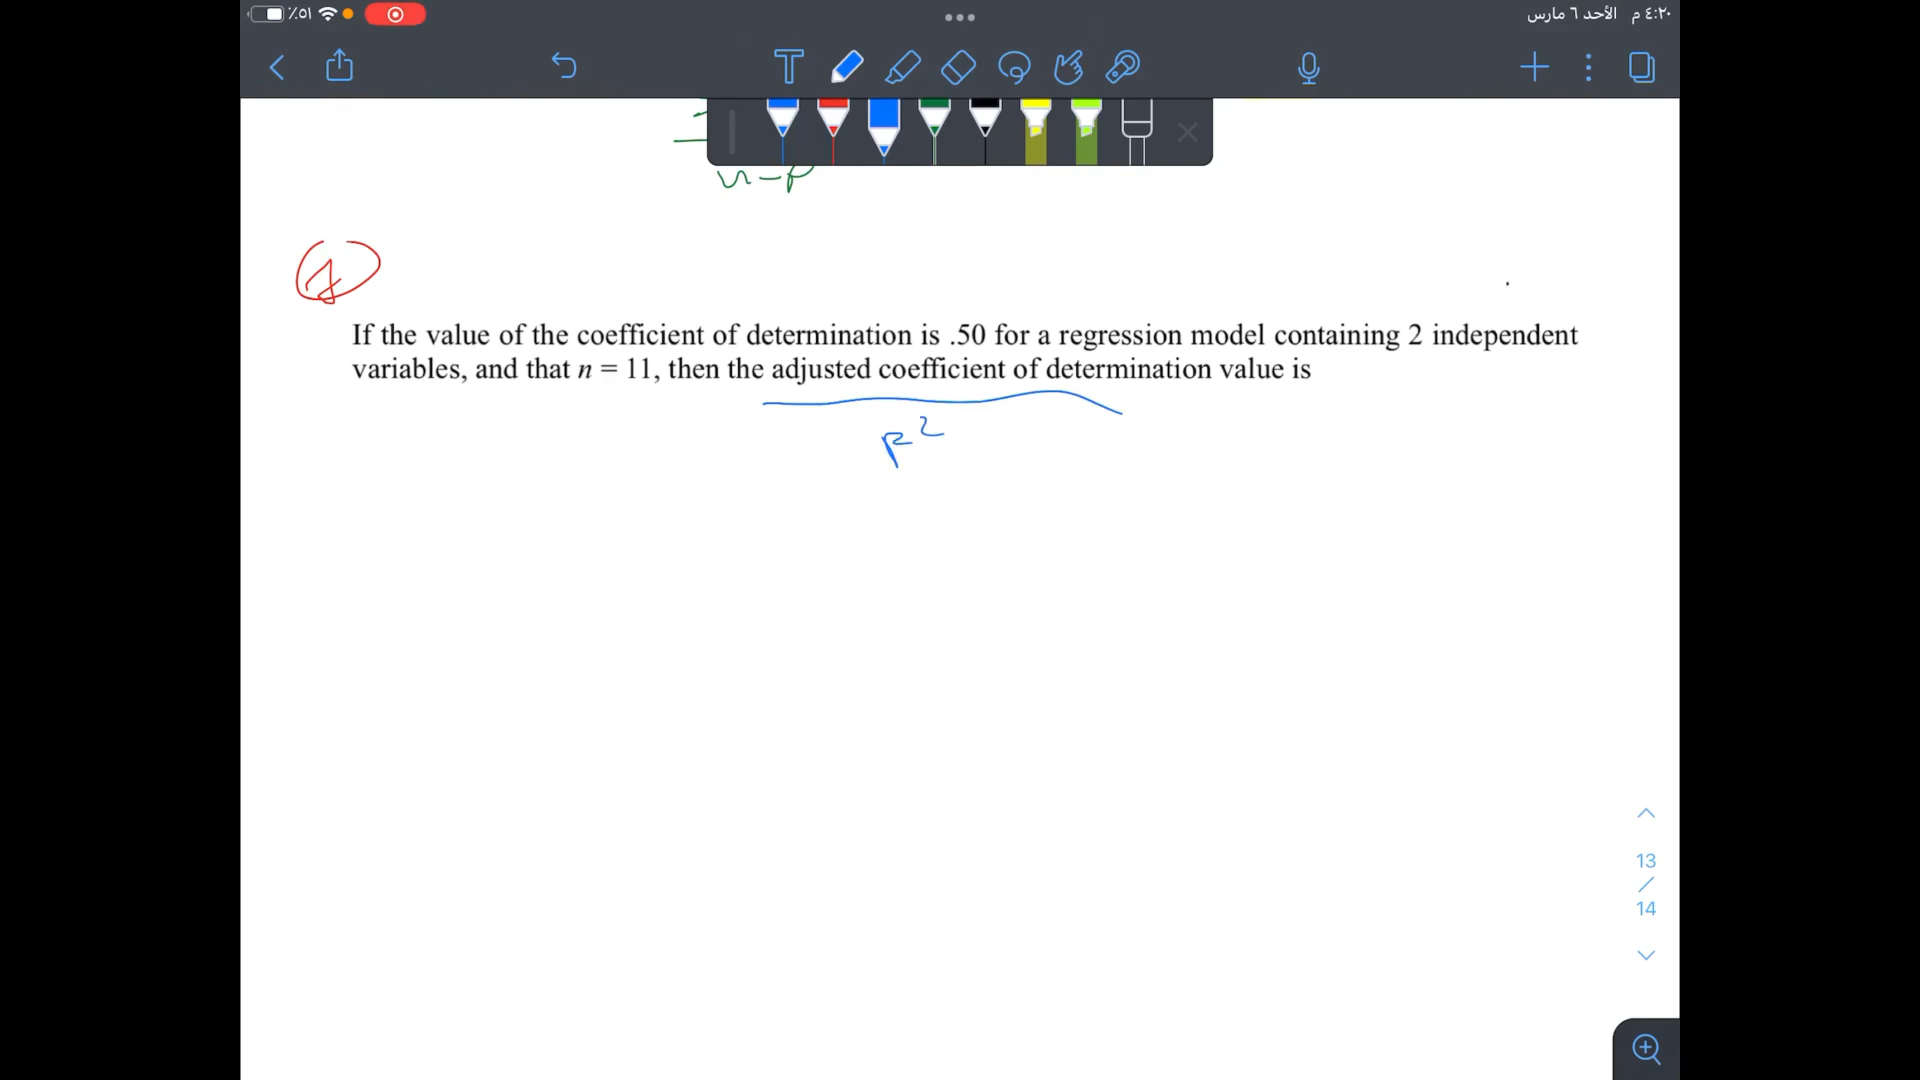 ٪٥١
٤:٢٠ م الأحد ٦ مارس
n-p
If the value of the coefficient of determination is .50 for a regression model containing 2 independent
variables, and that n = 11, then the adjusted coefficient of determination value is
R²
13
/
14